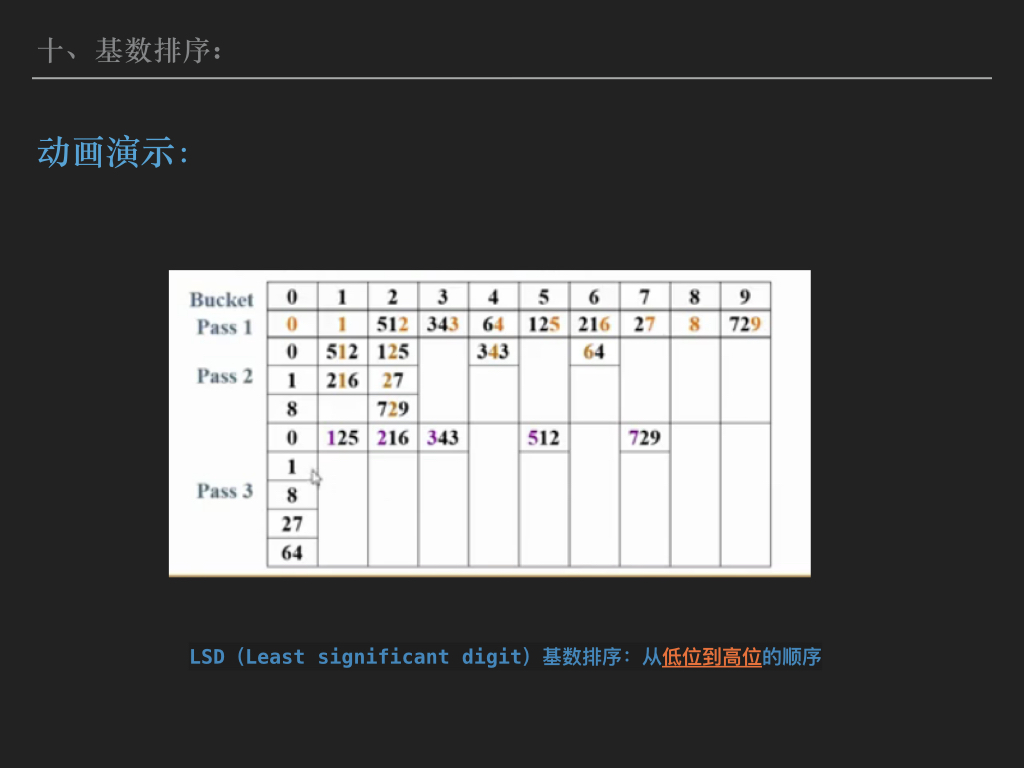 十、基数排序：
动画演示：
Bucket 0 1 2 3 4 5 6 7 8 9
Pass 1 0 1 512 343 64 125 216 27 8 729
0 512 125 343 64
Pass 2 1 216 27
8 729
0 125 216 343 512 729
1
Pass 3 8
27
64
LSD（Least significant digit）基数排序：从低位到高位的顺序